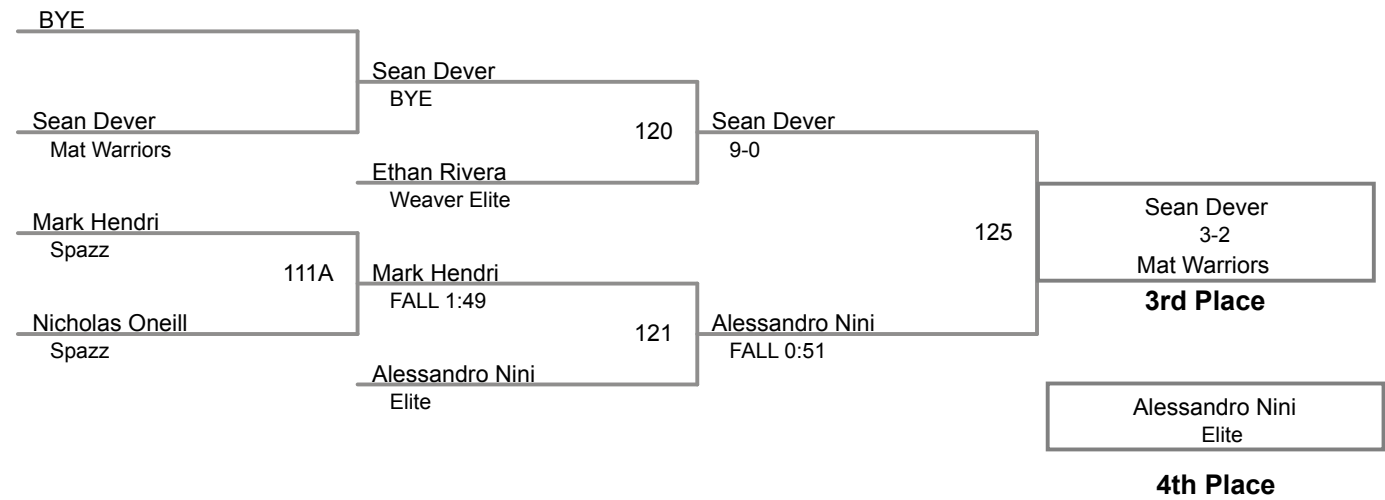 BYE
Sean Dever
BYE
Sean Dever
Mat Warriors
120
Sean Dever
9-0
Ethan Rivera
Weaver Elite
Mark Hendri
Spazz
125
Sean Dever
3-2
Mat Warriors
3rd Place
111A
Mark Hendri
FALL 1:49
Nicholas Oneill
Spazz
121
Alessandro Nini
FALL 0:51
Alessandro Nini
Elite
Alessandro Nini
Elite
4th Place